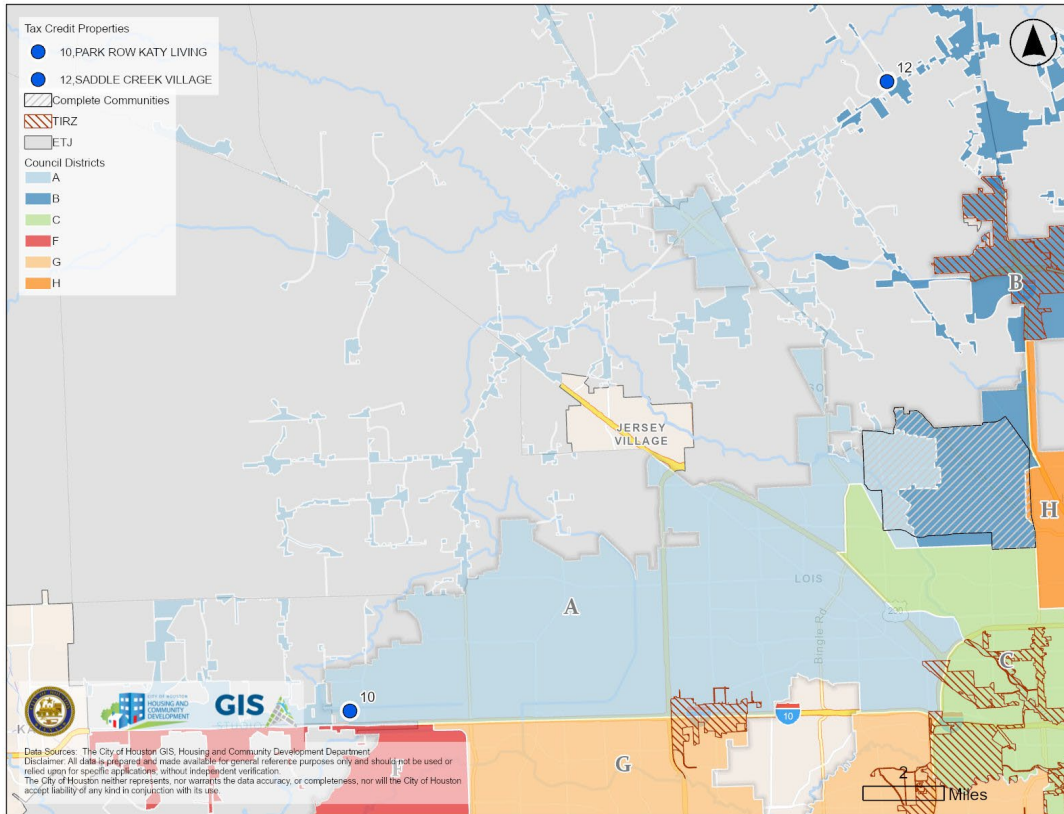 Tax Credit Properties
10,PARK ROW KATY LIVING
12,SADDLE CREEK VILLAGE
Complete Communities
TIRZ
ETJ
Council Districts
A
B
C
F
G
H
12
B
JERSEY
VILLAGE
H
LOIS
A
290
Bingle Rd
C
10
10
G
F
CITY OF HOUSTON
HOUSING AND
COMMUNITY
DEVELOPMENT
GIS
KA
Data Sources: The City of Houston GIS, Housing and Community Development Department
Disclaimer: All data is prepared and made available for general reference purposes only and should not be used or
relied upon for specific applications, without independent verification.
The City of Houston neither represents, nor warrants the data accuracy, or completeness, nor will the City of Houston
accept liability of any kind in conjunction with its use.
2
Miles